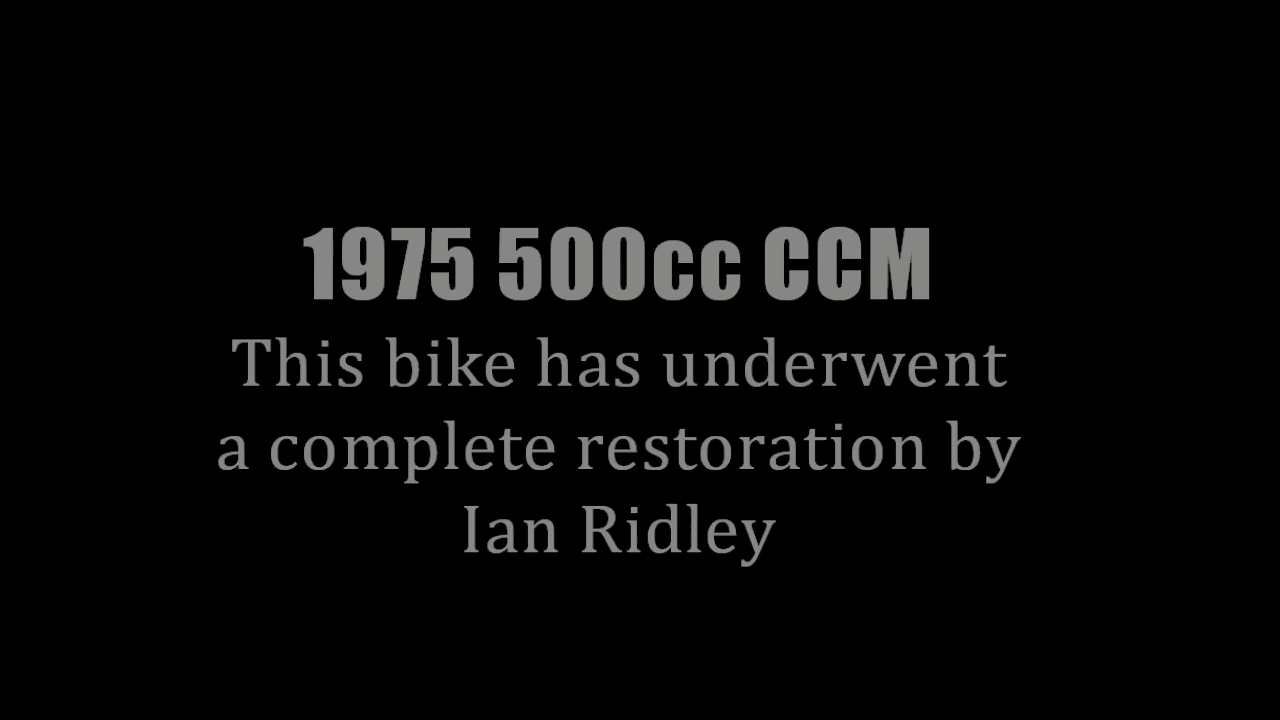 1975 500cc CCM
This bike has underwent
a complete restoration by
Ian Ridley